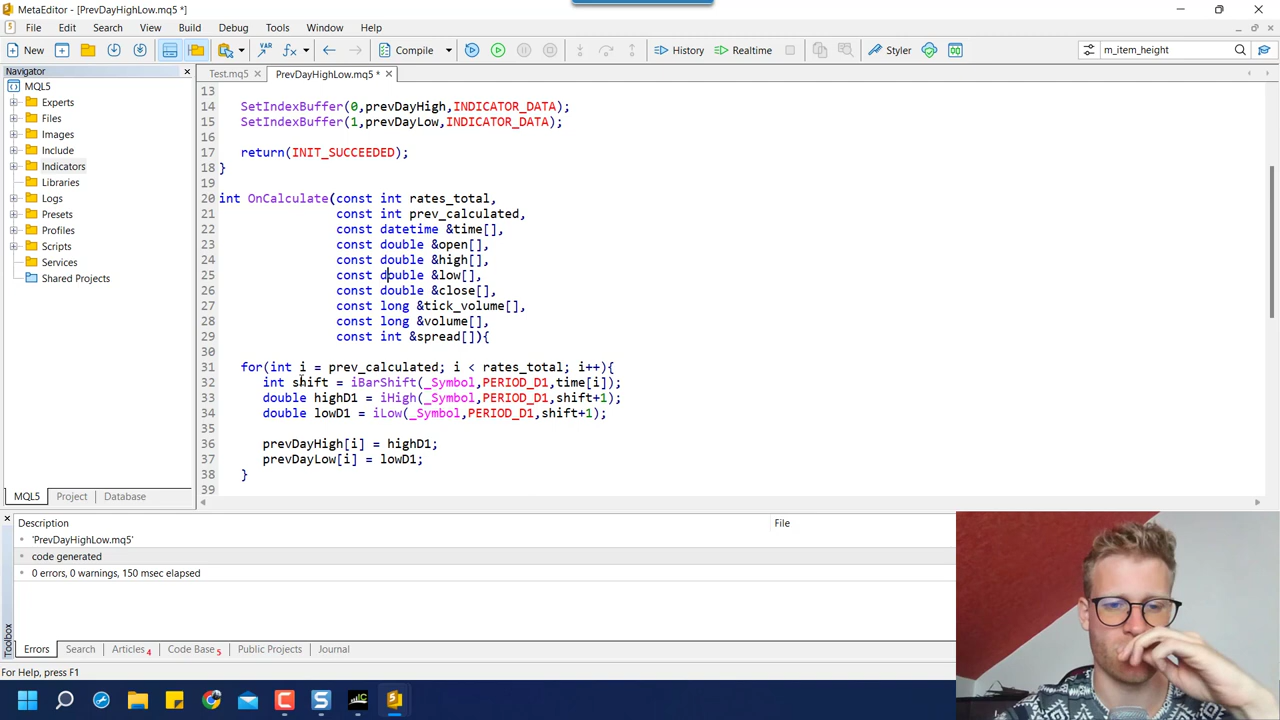 MetaEditor - [PrevDayHighLow.mq5 *]
File Edit Search View Insert Build Debug Tools Window Help
New Compile History Realtime Styler m_item_height
Navigator
Test.mq5 PrevDayHighLow.mq5 *
MQL5
Experts
Files
Images
Include
Indicators
Libraries
Logs
Presets
Profiles
Scripts
Services
Shared Projects
MQL5 Project Database
13
14 SetIndexBuffer(0,prevDayHigh,INDICATOR_DATA);
15 SetIndexBuffer(1,prevDayLow,INDICATOR_DATA);
16
17 return(INIT_SUCCEEDED);
18 }
19
20 int OnCalculate(const int rates_total,
21 const int prev_calculated,
22 const datetime &time[],
23 const double &open[],
24 const double &high[],
25 const double &low[],
26 const double &close[],
27 const long &tick_volume[],
28 const long &volume[],
29 const int &spread[]){
30
31 for(int i = prev_calculated; i < rates_total; i++){
32 int shift = iBarShift(_Symbol,PERIOD_D1,time[i]);
33 double highD1 = iHigh(_Symbol,PERIOD_D1,shift+1);
34 double lowD1 = iLow(_Symbol,PERIOD_D1,shift+1);
35
36 prevDayHigh[i] = highD1;
37 prevDayLow[i] = lowD1;
38 }
39
Description File
'PrevDayHighLow.mq5'
code generated
0 errors, 0 warnings, 150 msec elapsed
Toolbox
Errors Search Articles 4 Code Base 5 Public Projects Journal
For Help, press F1